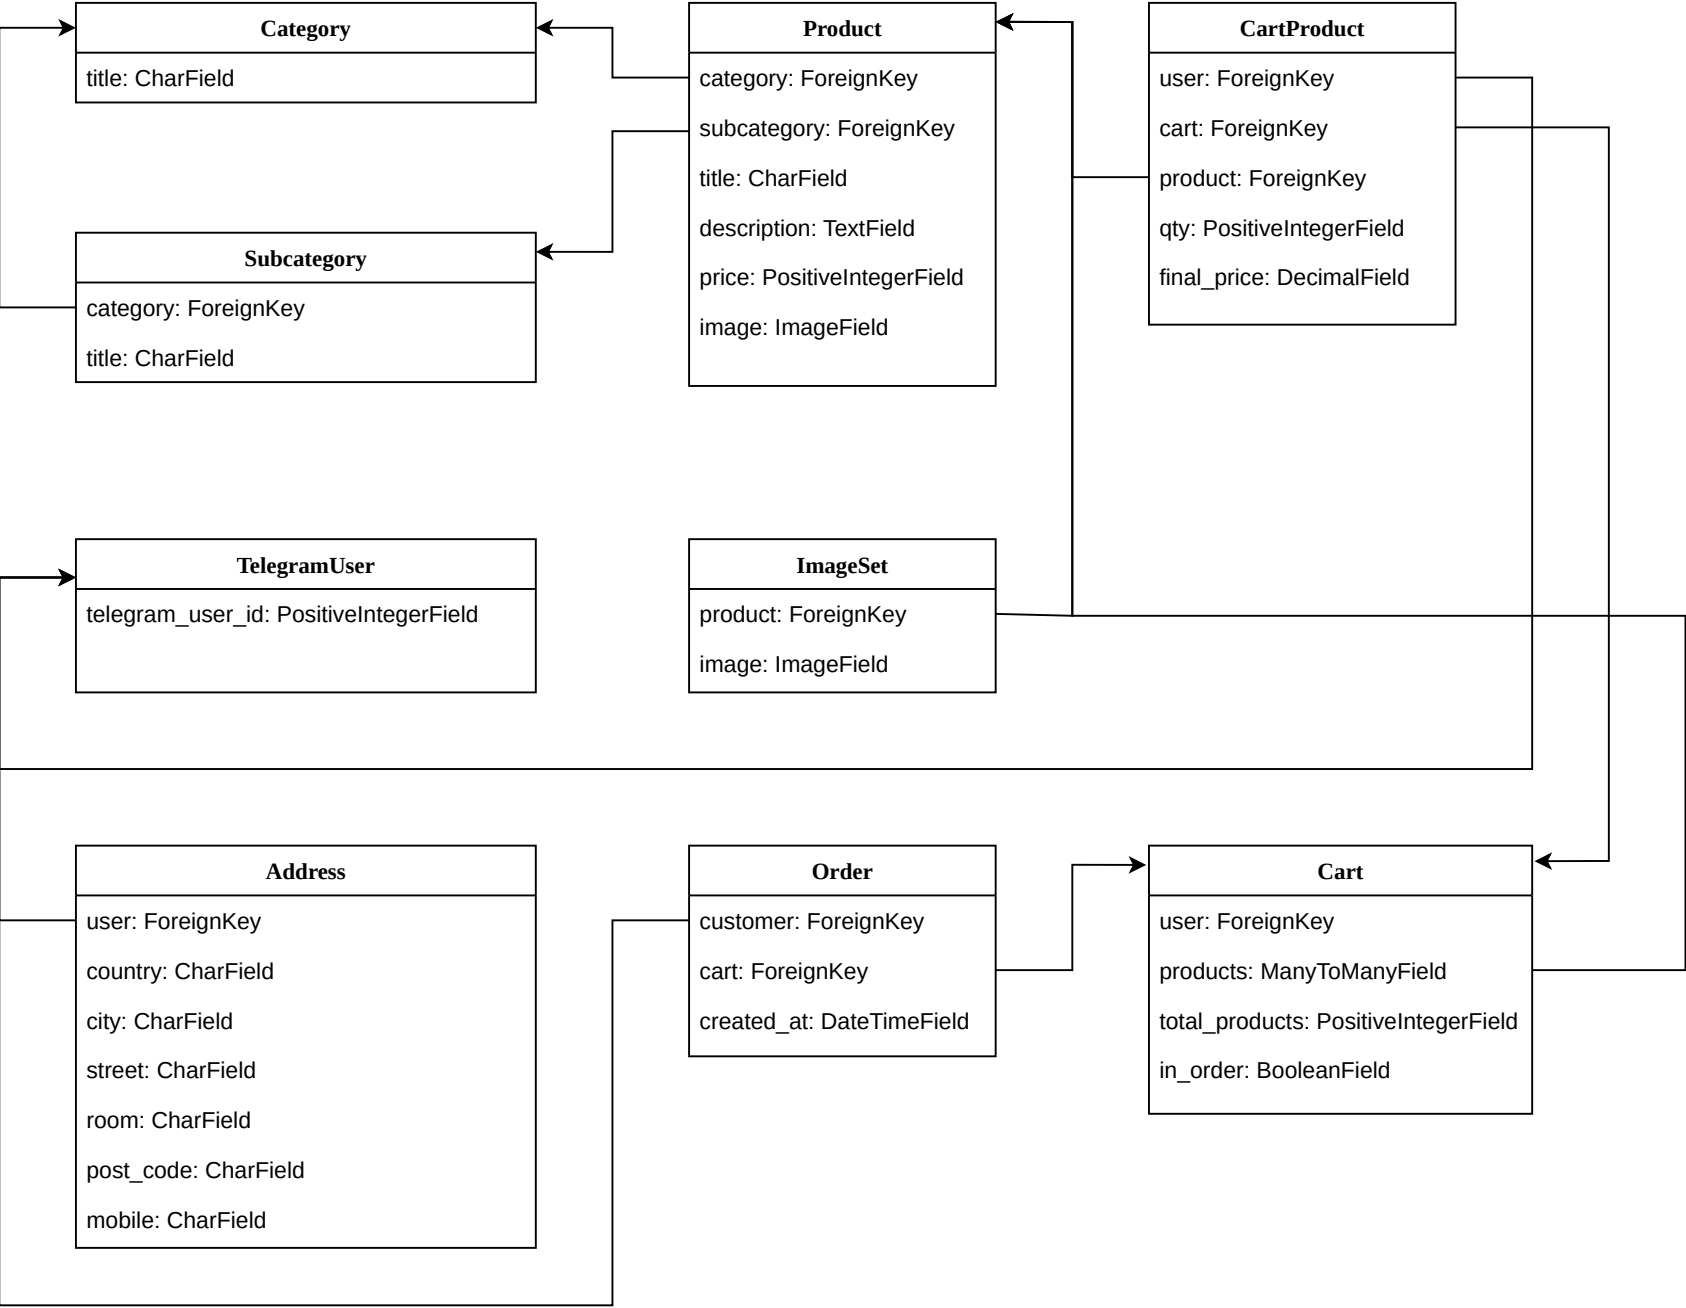 Category
title: CharField
Subcategory
category: ForeignKey
title: CharField
Product
category: ForeignKey
subcategory: ForeignKey
title: CharField
description: TextField
price: PositiveIntegerField
image: ImageField
CartProduct
user: ForeignKey
cart: ForeignKey
product: ForeignKey
qty: PositiveIntegerField
final_price: DecimalField
TelegramUser
telegram_user_id: PositiveIntegerField
ImageSet
product: ForeignKey
image: ImageField
Address
user: ForeignKey
country: CharField
city: CharField
street: CharField
room: CharField
post_code: CharField
mobile: CharField
Order
customer: ForeignKey
cart: ForeignKey
created_at: DateTimeField
Cart
user: ForeignKey
products: ManyToManyField
total_products: PositiveIntegerField
in_order: BooleanField